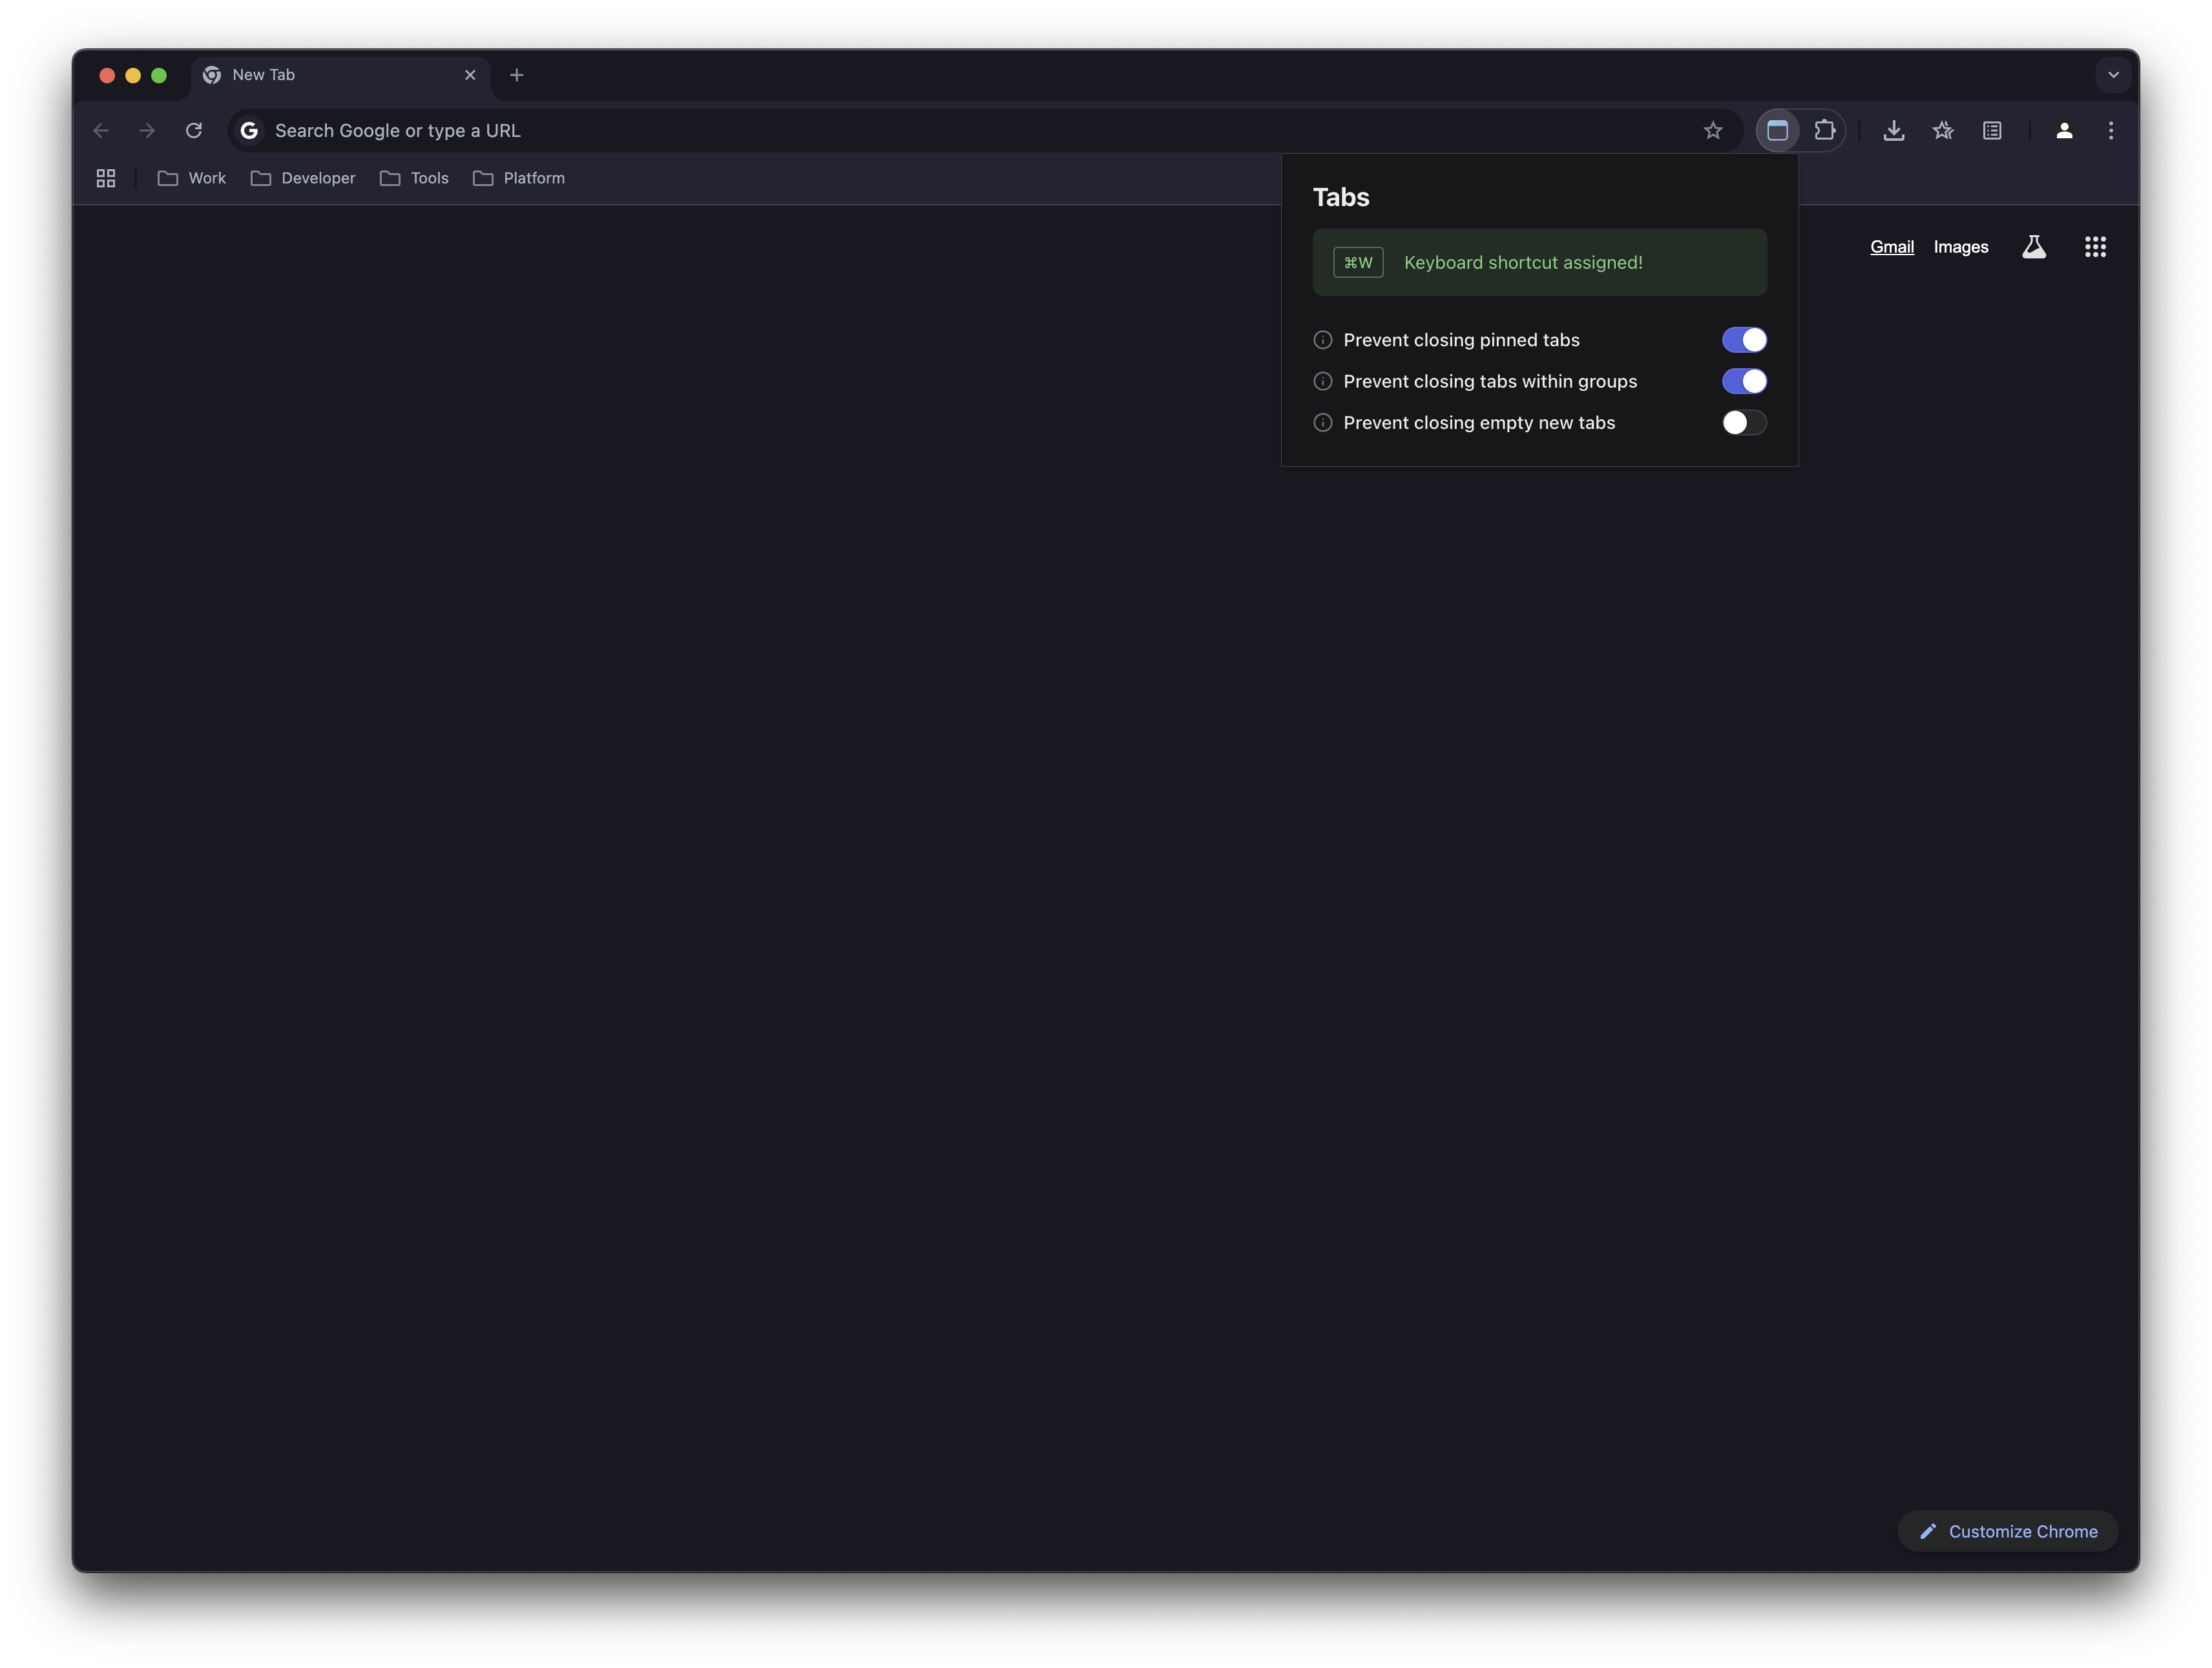 New Tab
Search Google or type a URL
Work Developer Tools Platform
Tabs
⌘W Keyboard shortcut assigned!
Prevent closing pinned tabs
Prevent closing tabs within groups
Prevent closing empty new tabs
Gmail Images
Customize Chrome